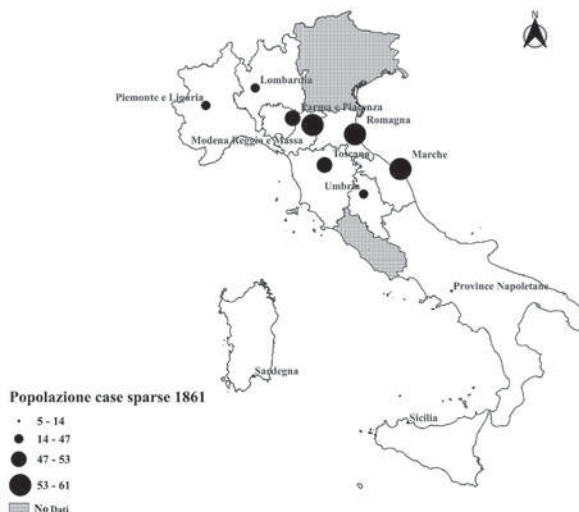 N
Lombardia
Piemonte e Liguria
Parma e Piacenza
Romagna
Modena Reggio e Massa
Toscana
Marche
Umbria
Province Napoletane
Sardegna
Popolazione case sparse 1861
5 - 14
14 - 47
47 - 53
53 - 61
No Dati
Sicilia